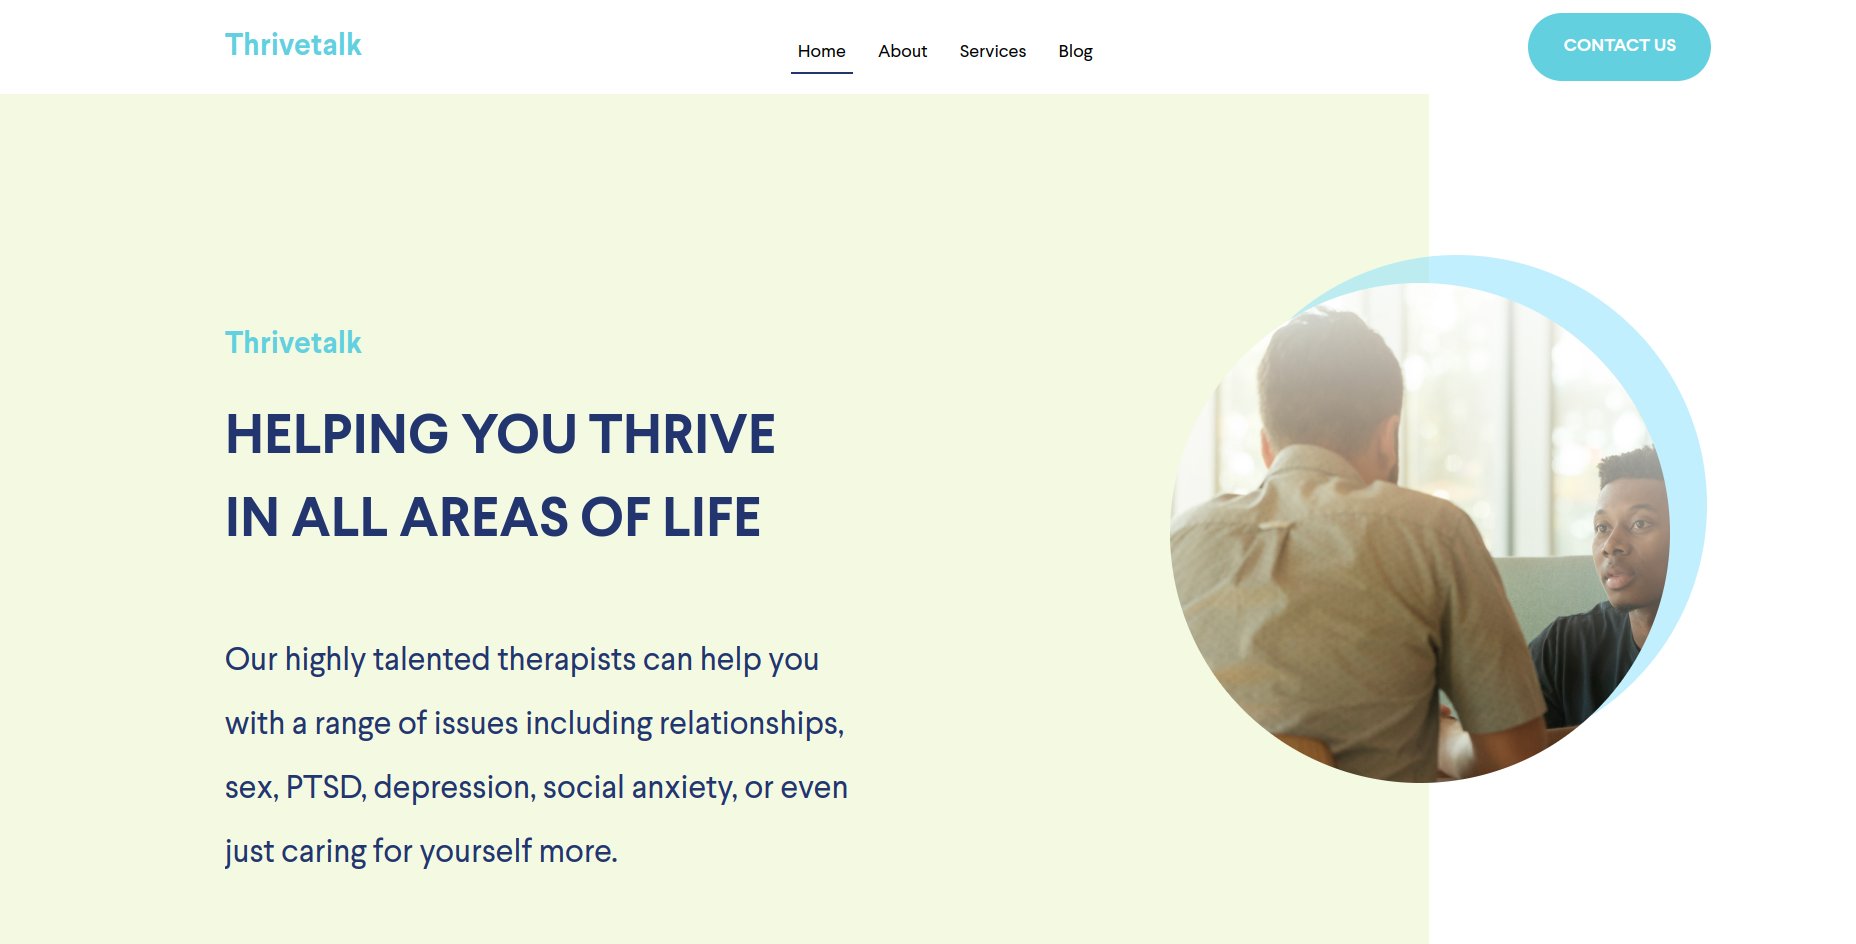 Thrivetalk
Home
About
Services
Blog
CONTACT US
Thrivetalk
HELPING YOU THRIVE
IN ALL AREAS OF LIFE
Our highly talented therapists can help you
with a range of issues including relationships,
sex, PTSD, depression, social anxiety, or even
just caring for yourself more.